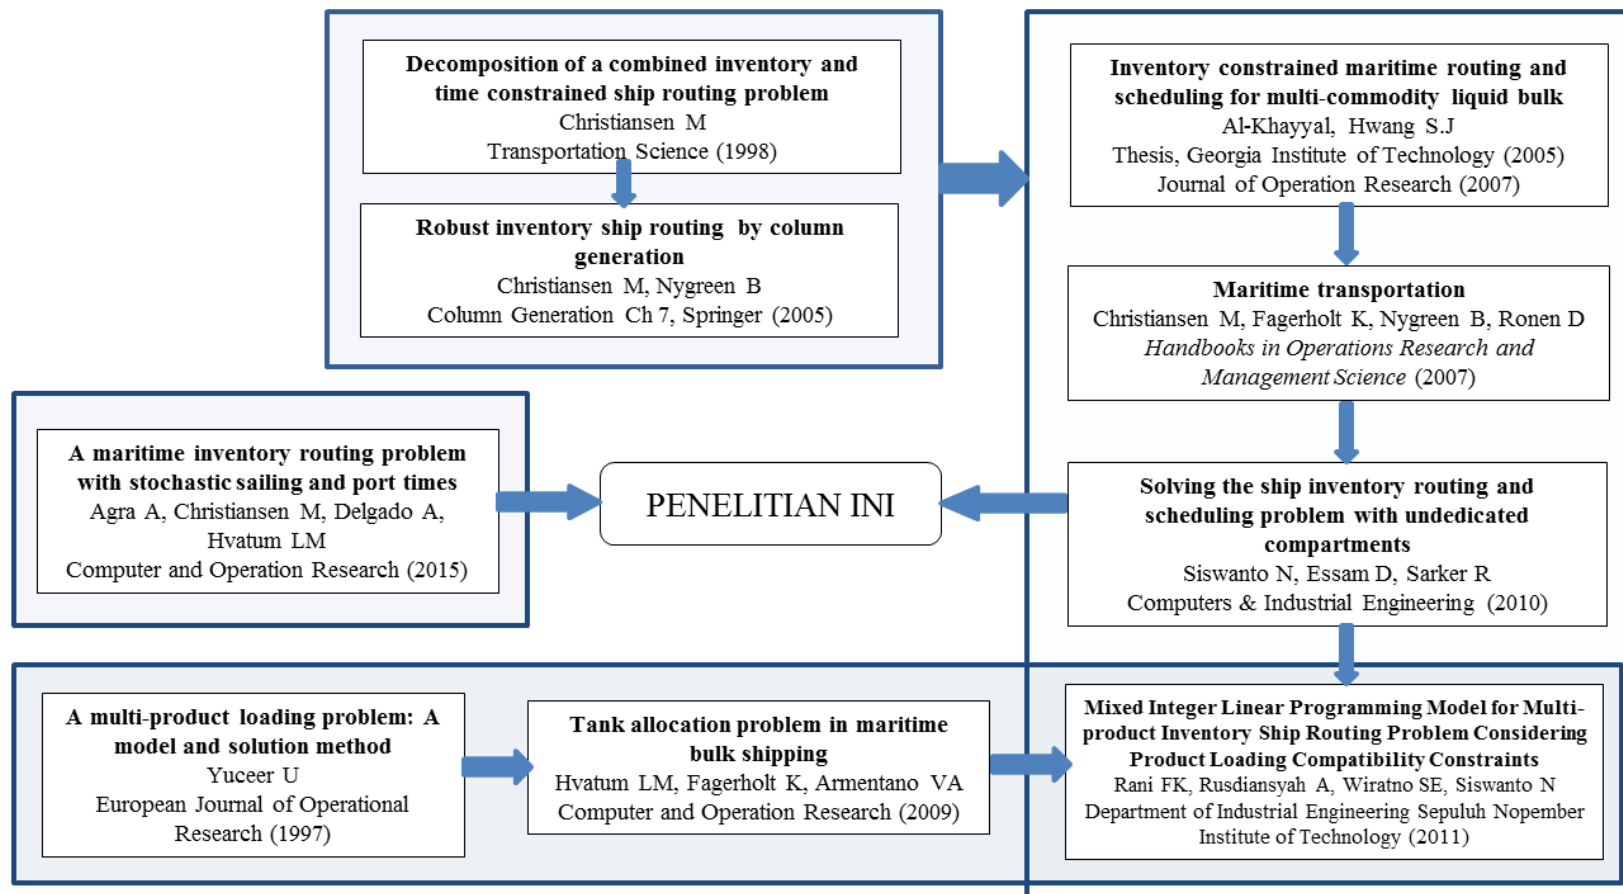 Decomposition of a combined inventory and
time constrained ship routing problem
Christiansen M
Transportation Science (1998)
Robust inventory ship routing by column
generation
Christiansen M, Nygreen B
Column Generation Ch 7, Springer (2005)
Inventory constrained maritime routing and
scheduling for multi-commodity liquid bulk
Al-Khayyal, Hwang S.J
Thesis, Georgia Institute of Technology (2005)
Journal of Operation Research (2007)
Maritime transportation
Christiansen M, Fagerholt K, Nygreen B, Ronen D
Handbooks in Operations Research and
Management Science (2007)
A maritime inventory routing problem
with stochastic sailing and port times
Agra A, Christiansen M, Delgado A,
Hvatum LM
Computer and Operation Research (2015)
PENELITIAN INI
Solving the ship inventory routing and
scheduling problem with undedicated
compartments
Siswanto N, Essam D, Sarker R
Computers & Industrial Engineering (2010)
A multi-product loading problem: A
model and solution method
Yuceer U
European Journal of Operational
Research (1997)
Tank allocation problem in maritime
bulk shipping
Hvatum LM, Fagerholt K, Armentano VA
Computer and Operation Research (2009)
Mixed Integer Linear Programming Model for Multi-
product Inventory Ship Routing Problem Considering
Product Loading Compatibility Constraints
Rani FK, Rusdiansyah A, Wiratno SE, Siswanto N
Department of Industrial Engineering Sepuluh Nopember
Institute of Technology (2011)